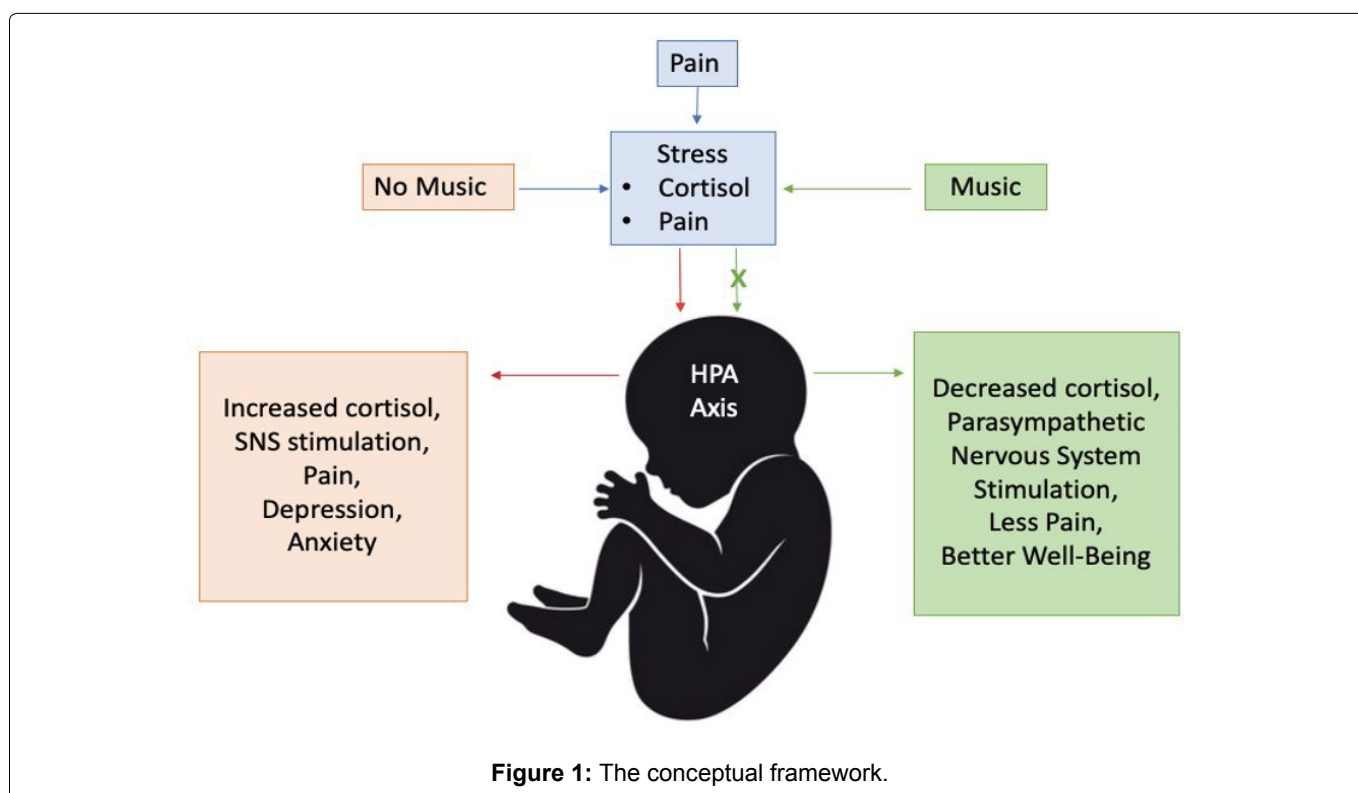 Pain
Stress
• Cortisol
• Pain
No Music
Music
X
HPA
Axis
Increased cortisol,
SNS stimulation,
Pain,
Depression,
Anxiety
Decreased cortisol,
Parasympathetic
Nervous System
Stimulation,
Less Pain,
Better Well-Being
Figure 1: The conceptual framework.